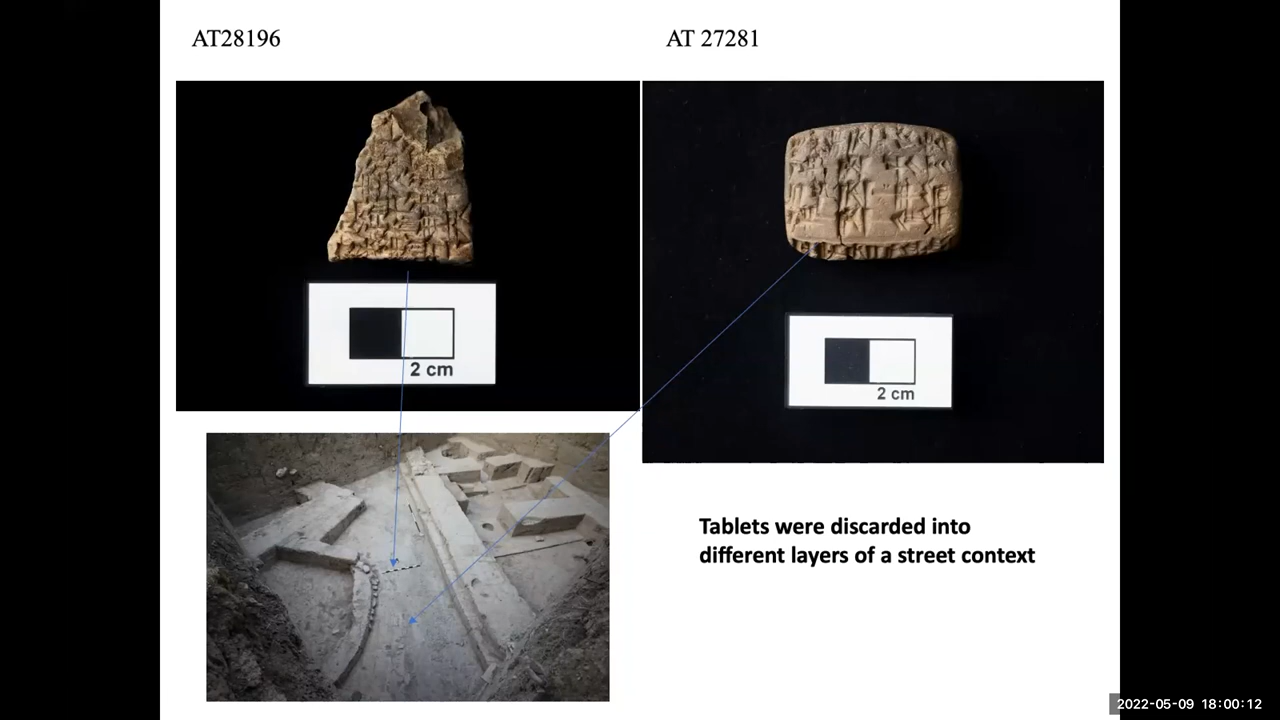 AT28196
AT 27281
2 cm
2 cm
Tablets were discarded into
different layers of a street context
2022-05-09 18:00:12